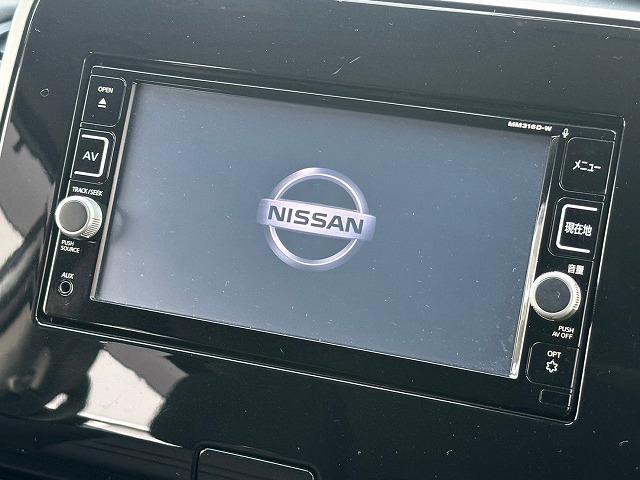 OPEN
AV
TRACK/SEEK
PUSH
SOURCE
AUX
NISSAN
MM316D-W
メニュー
現在地
音量
PUSH
AV OFF
OPT